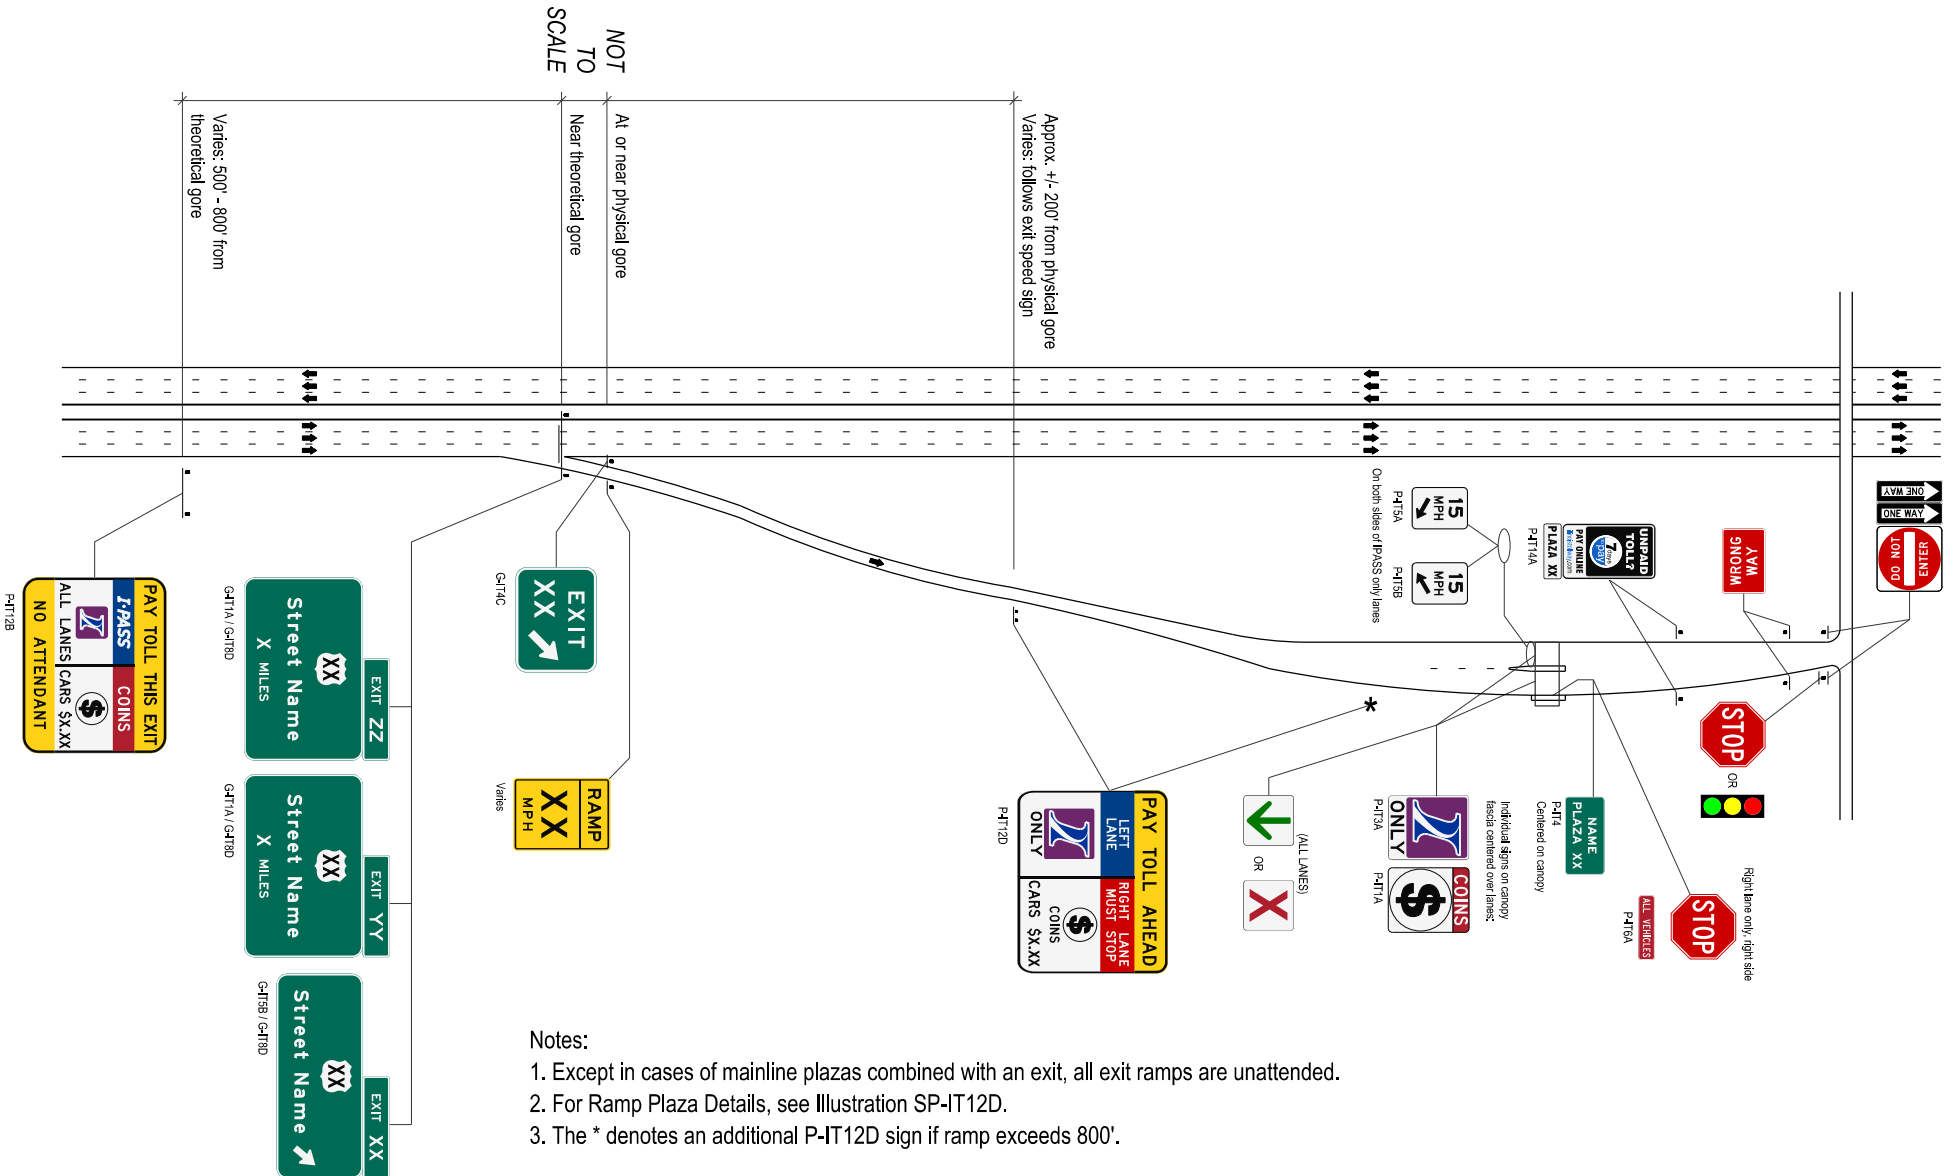 NOT
TO
SCALE
Varies: 500' - 800' from
theoretical gore
Near theoretical gore
At or near physical gore
Approx. +/- 200' from physical gore
Varies: follows exit speed sign
ONE WAY
ONE WAY
DO NOT
ENTER
WRONG
WAY
UNPAID
TOLL?
7 days
to pay
PAY ONLINE
PLAZA XX
P-IT14A
15
MPH
P-IT5A
15
MPH
P-IT5B
On both sides of IPASS only lanes
STOP
OR
Right lane only, right side
STOP
ALL VEHICLES
P-IT6A
NAME
PLAZA XX
P-IT4
Centered on canopy
Individual signs on canopy
fascia centered over lanes:
ONLY
P-IT3A
COINS
$
P-IT1A
(ALL LANES)
OR
X
*
PAY TOLL AHEAD
LEFT
LANE
ONLY
RIGHT LANE
MUST STOP
$
COINS
CARS $X.XX
P-IT12D
EXIT
XX
G-IT4C
RAMP
XX
MPH
Varies
EXIT ZZ
XX
Street Name
X MILES
G-IT1A / G-IT8D
EXIT YY
XX
Street Name
X MILES
G-IT1A / G-IT8D
EXIT XX
XX
Street Name
G-IT5B / G-IT8D
PAY TOLL THIS EXIT
I-PASS
ALL LANES
COINS
$
CARS $X.XX
NO ATTENDANT
P-IT12B
Notes:
1. Except in cases of mainline plazas combined with an exit, all exit ramps are unattended.
2. For Ramp Plaza Details, see Illustration SP-IT12D.
3. The * denotes an additional P-IT12D sign if ramp exceeds 800'.